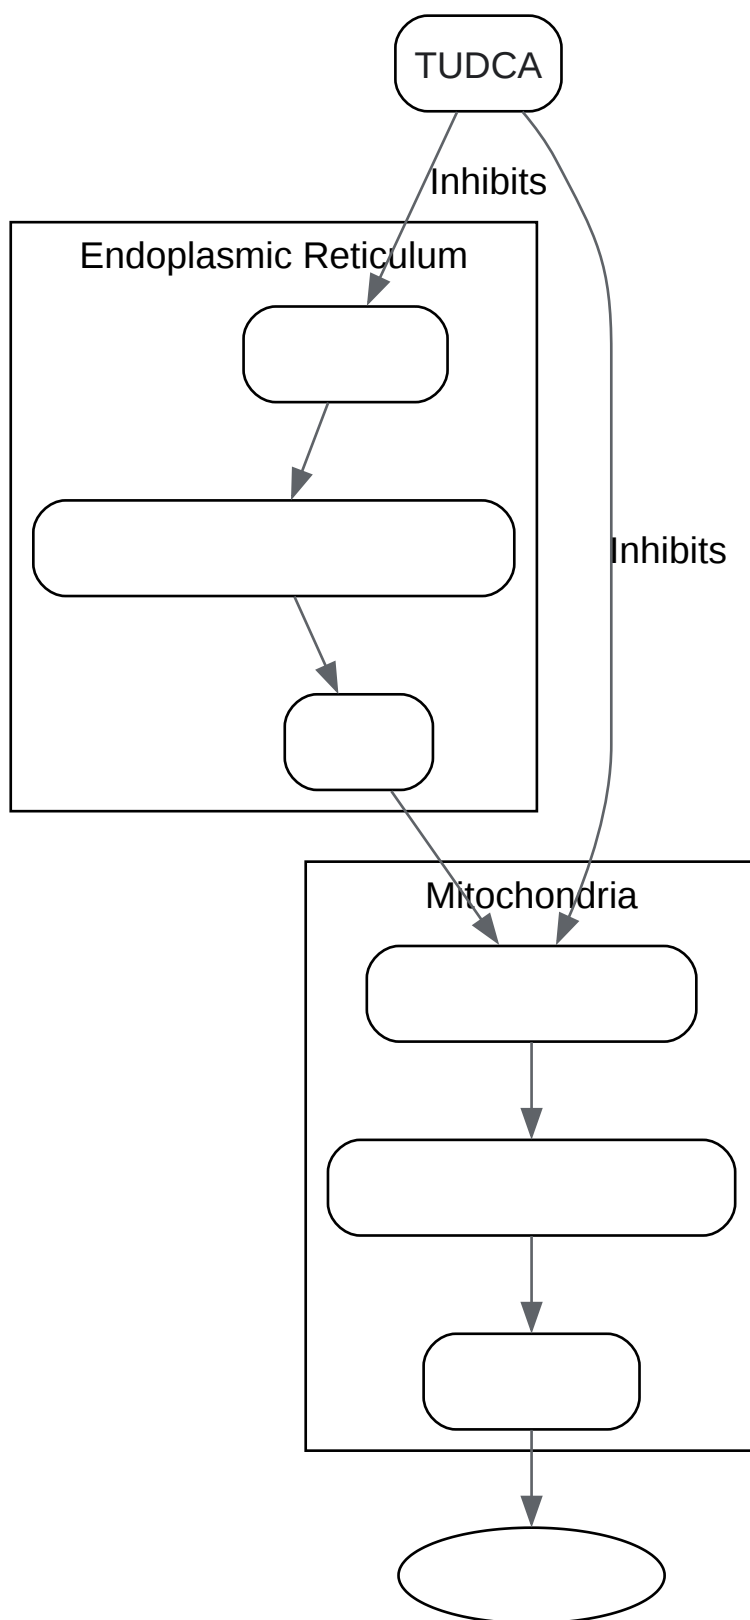 TUDCA
Inhibits
Endoplasmic Reticulum
Inhibits
Mitochondria